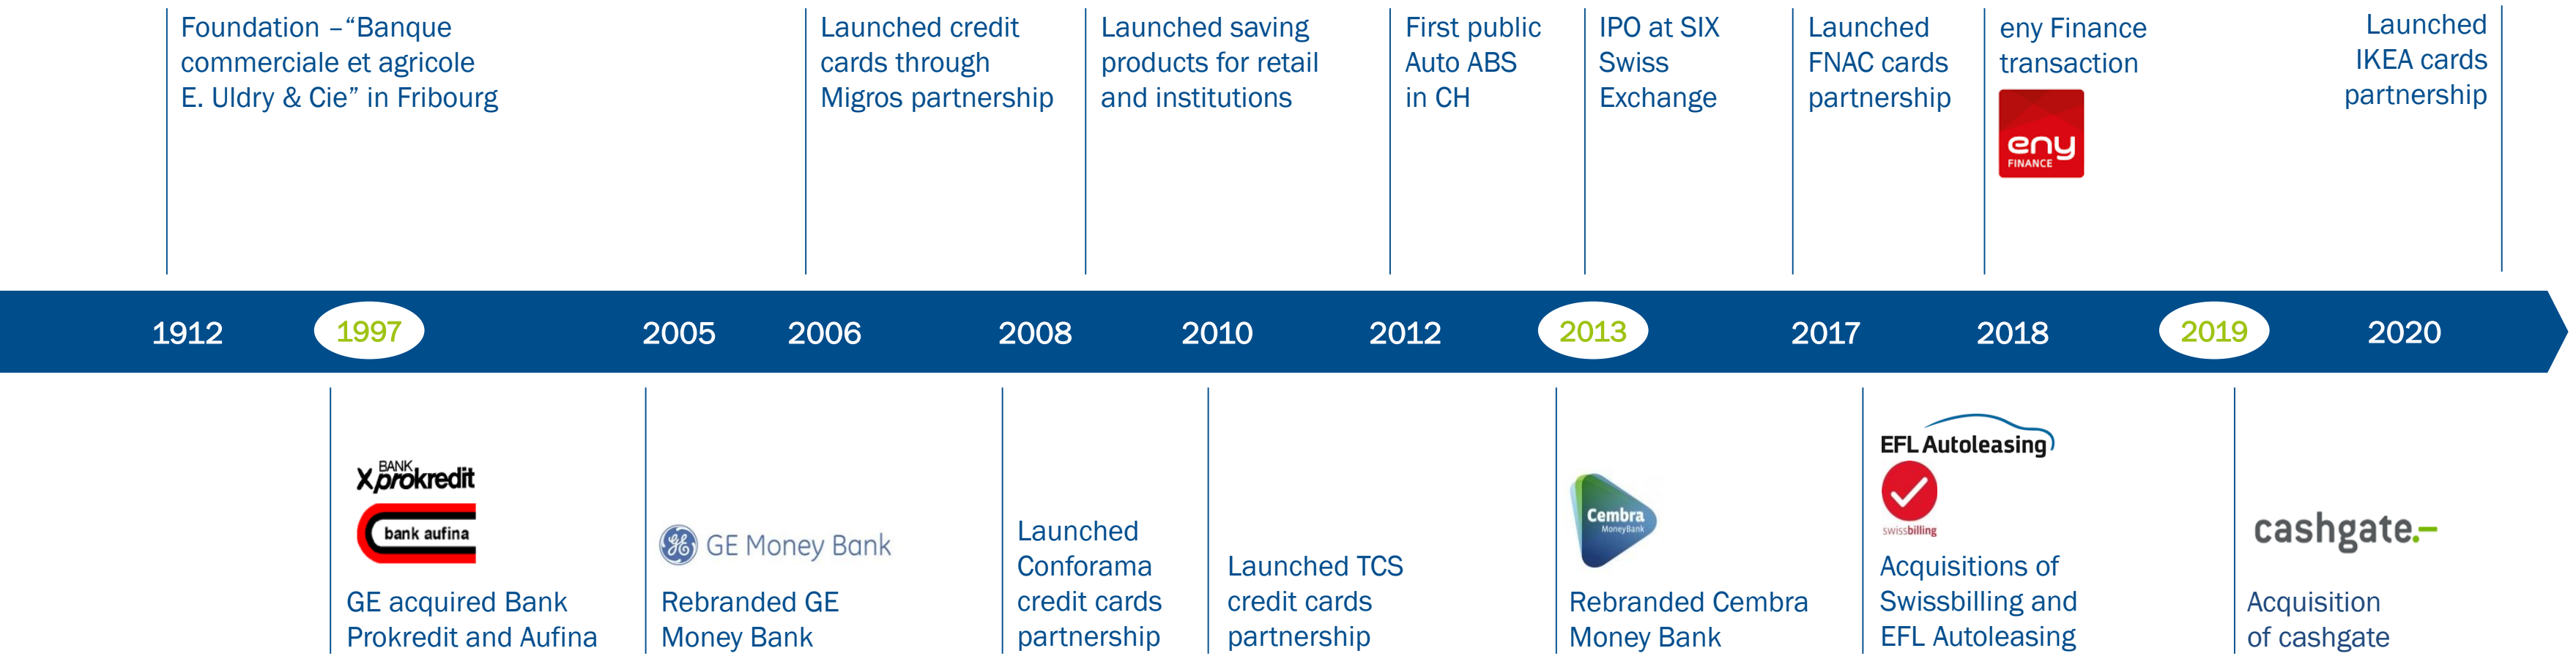 Foundation –“Banque
commerciale et agricole
E. Uldry & Cie” in Fribourg
Launched credit
cards through
Migros partnership
Launched saving
products for retail
and institutions
First public
Auto ABS
in CH
IPO at SIX
Swiss
Exchange
Launched
FNAC cards
partnership
eny Finance
transaction
eny
FINANCE
Launched
IKEA cards
partnership
1912
1997
2005
2006
2008
2010
2012
2013
2017
2018
2019
2020
BANK
Xprokredit
bank aufina
GE acquired Bank
Prokredit and Aufina
GE GE Money Bank
Rebranded GE
Money Bank
Launched
Conforama
credit cards
partnership
Launched TCS
credit cards
partnership
Cembra
MoneyBank
Rebranded Cembra
Money Bank
EFL Autoleasing
swissbilling
Acquisitions of
Swissbilling and
EFL Autoleasing
cashgate.–
Acquisition
of cashgate